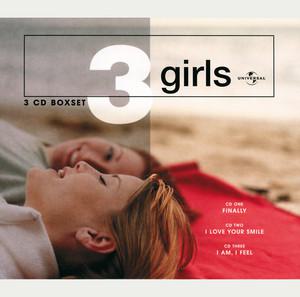 3
girls
UNIVERSAL
3 CD BOXSET
CD ONE
FINALLY
CD TWO
I LOVE YOUR SMILE
CD THREE
I AM, I FEEL